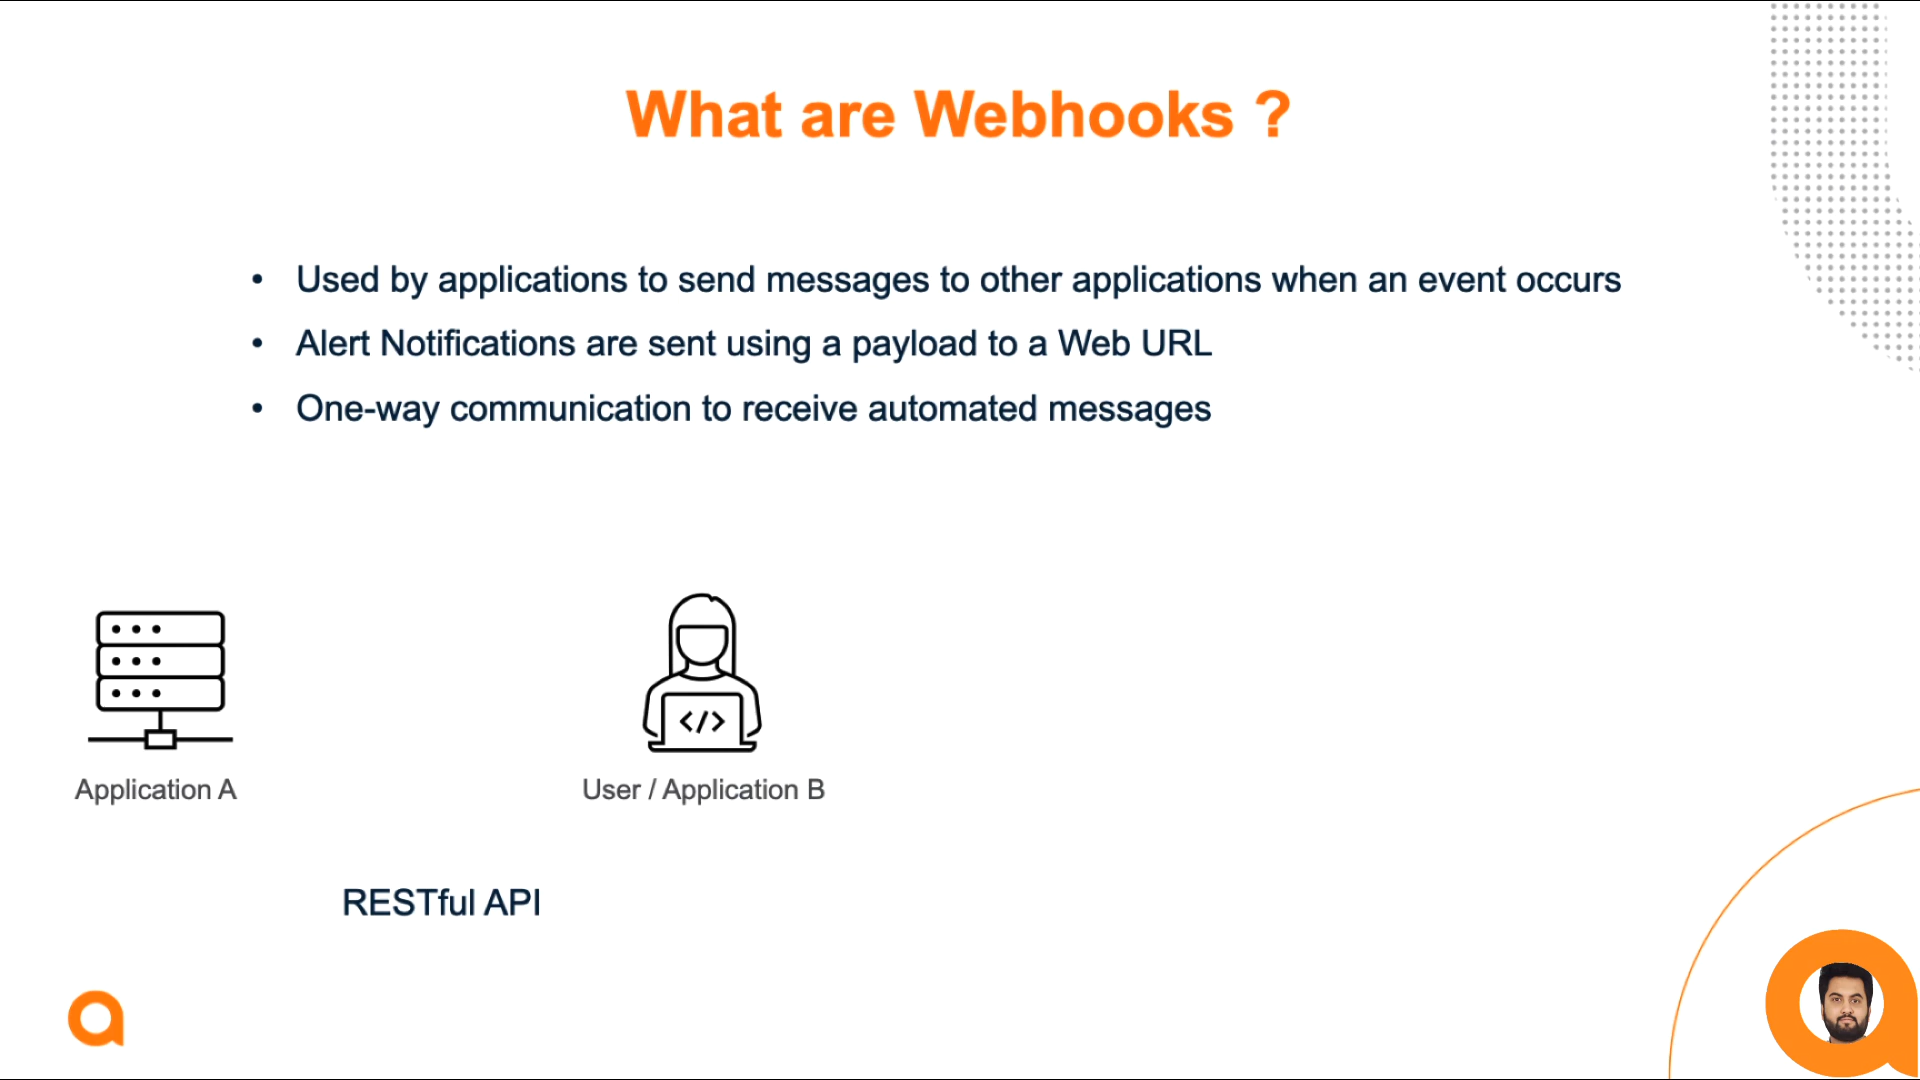 What are Webhooks ?
• Used by applications to send messages to other applications when an event occurs
• Alert Notifications are sent using a payload to a Web URL
• One-way communication to receive automated messages
</>
Application A
User / Application B
RESTful API